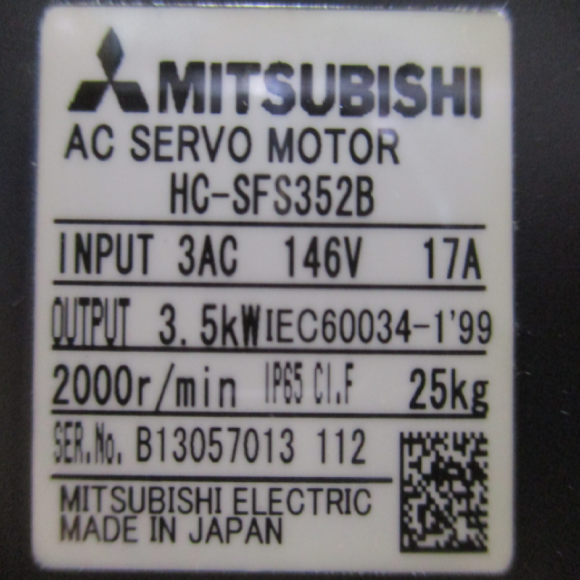 MITSUBISHI
AC SERVO MOTOR
HC-SFS352B
INPUT 3AC 146V 17A
OUTPUT 3.5kW IEC60034-1'99
2000r/min IP65 CI.F 25kg
SER.No. B13057013 112
MITSUBISHI ELECTRIC
MADE IN JAPAN